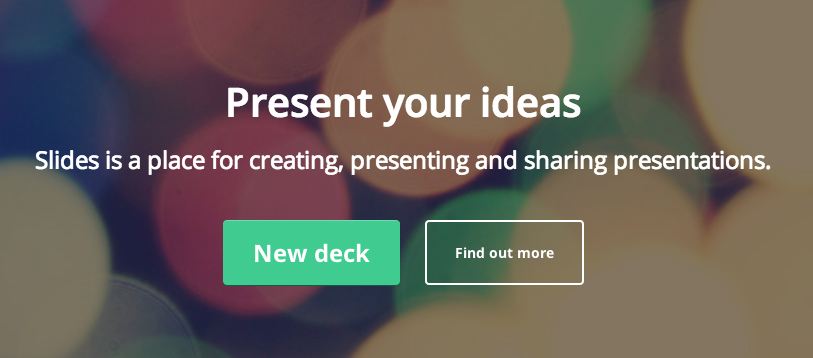 Present your ideas
Slides is a place for creating, presenting and sharing presentations.
New deck
Find out more